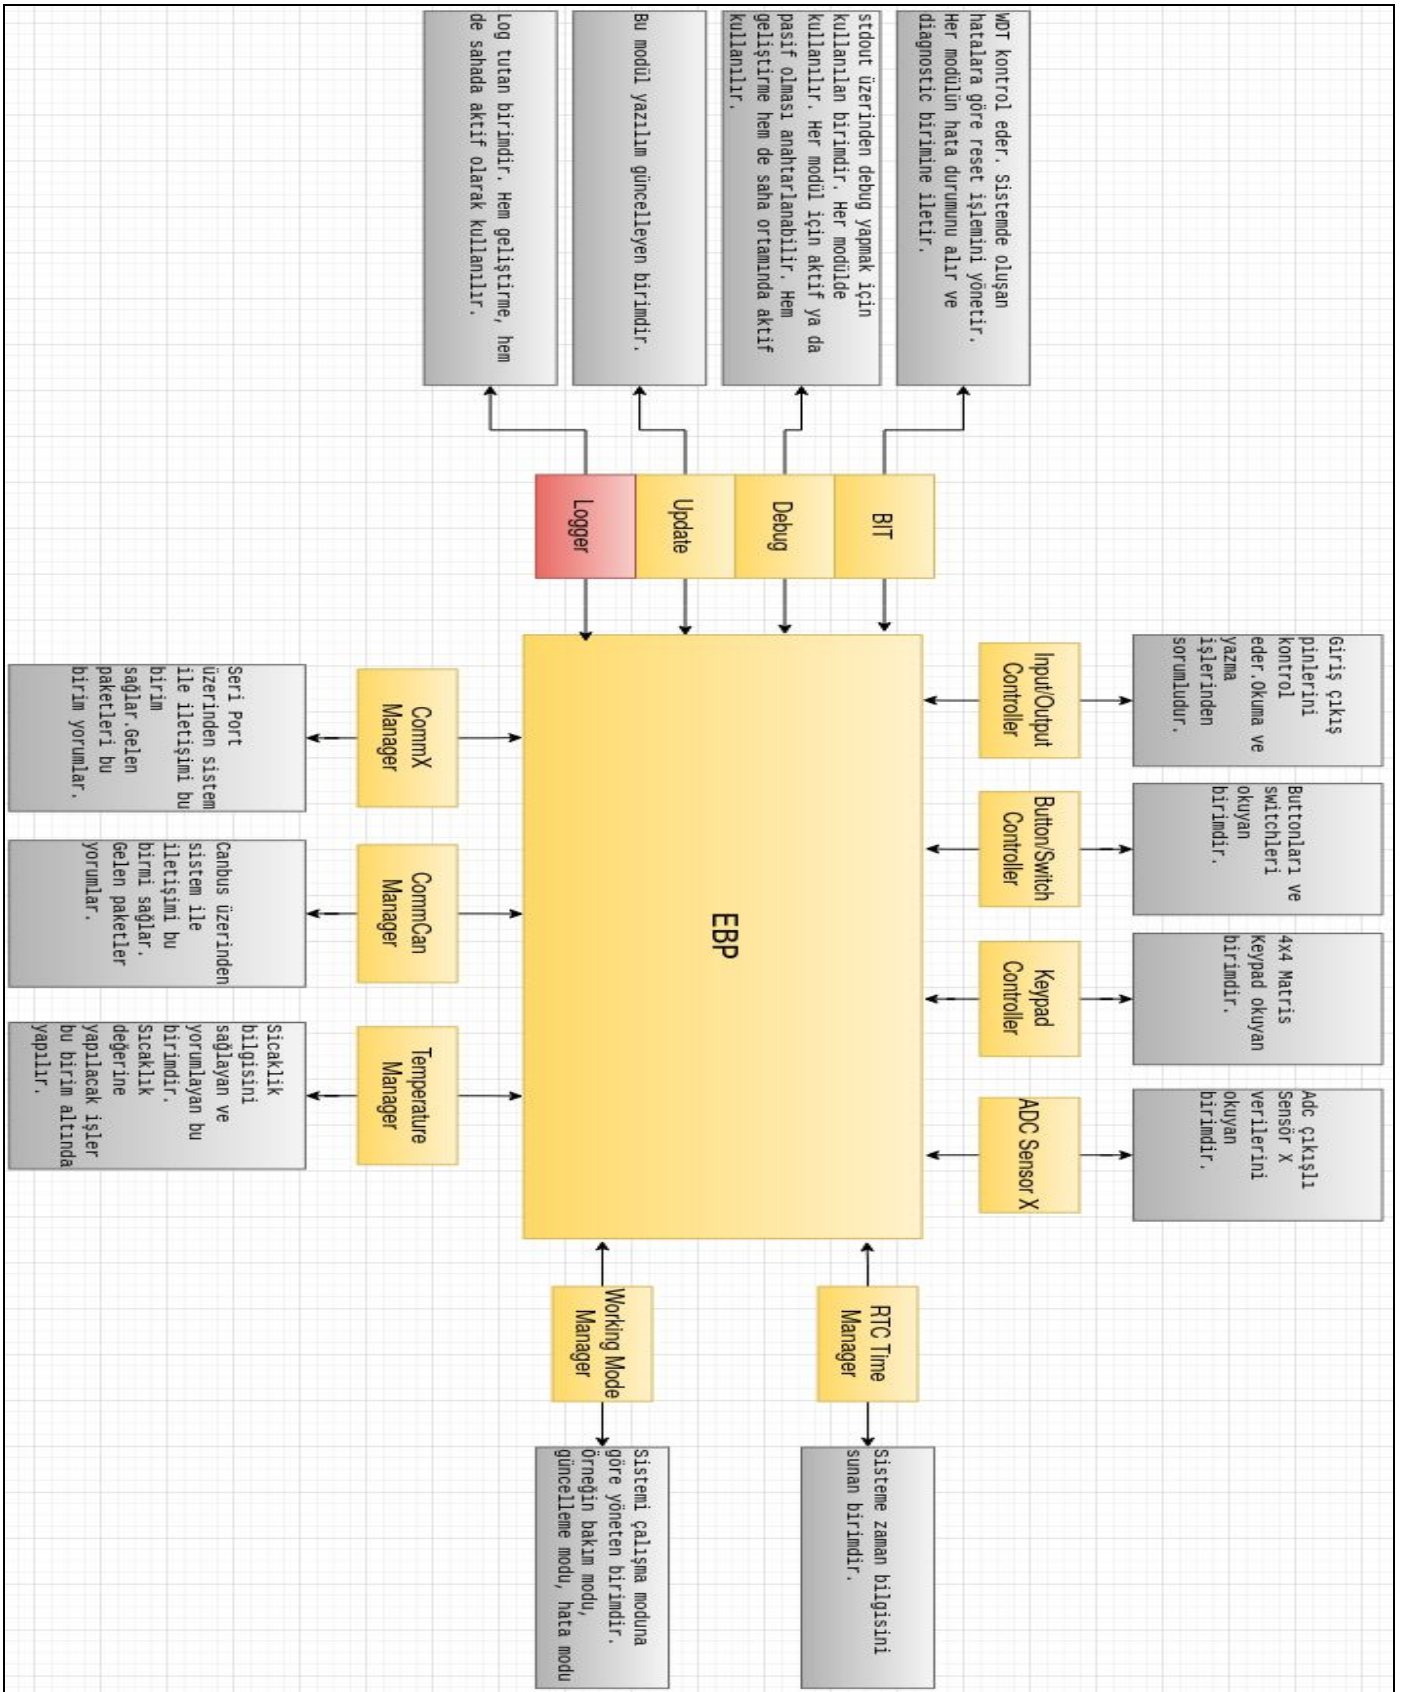 Giriş çıkış
pinlerini
kontrol
eder.Okuma ve
yazma
işlerinden
sorumludur.
Buttonları ve
switchleri
okuyan
birimdir.
4x4 Matris
Keypad okuyan
birimdir.
Adc çıkışlı
Sensör X
verilerini
okuyan
birimdir.
Input/Output
Controller
Button/Switch
Controller
Keypad
Controller
ADC Sensor X
WDT kontrol eder. Sistemde oluşan
hatalara göre reset işlemini yönetir.
Her modülün hata durumunu alır ve
diagnostic birimine iletir.
BIT
stdout üzerinden debug yapmak için
kullanılan birimdir. Her modülde
kullanılır. Her modül için aktif ya da
pasif olması anahtarlanabilir. Hem
geliştirme hem de saha ortamında aktif
kullanılır.
Debug
Bu modül yazılım güncelleyen birimdir.
Update
Log tutan birimdir. Hem geliştirme, hem
de sahada aktif olarak kullanılır.
Logger
EBP
RTC Time
Manager
Sisteme zaman bilgisini
sunan birimdir.
Working Mode
Manager
Sistemi çalışma moduna
göre yöneten birimdir.
Örneğin bakım modu,
güncelleme modu, hata modu
CommX
Manager
CommCan
Manager
Temperature
Manager
Seri Port
üzerinden sistem
ile iletişimi bu
birim
sağlar.Gelen
paketleri bu
birim yorumlar.
Canbus üzerinden
sistem ile
iletişimi bu
birmi sağlar.
Gelen paketler
yorumlar.
Sicaklik
bilgisini
sağlayan ve
yorumlayan bu
birimdir.
Sıcaklık
değerine
yapılacak işler
bu birim altında
yapılır.